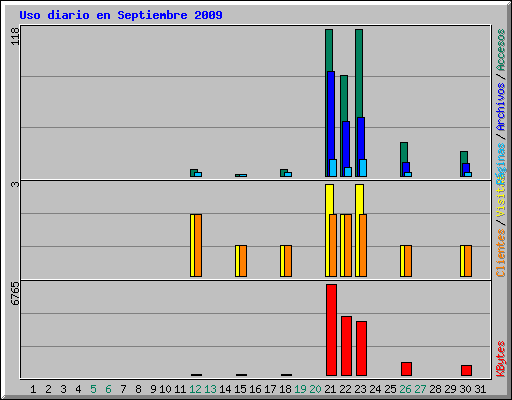 Uso diario en Septiembre 2009
118
3
6765
Accesos / Archivos / Páginas
Visitas / Clientes
KBytes
1 2 3 4 5 6 7 8 9 10 11 12 13 14 15 16 17 18 19 20 21 22 23 24 25 26 27 28 29 30 31